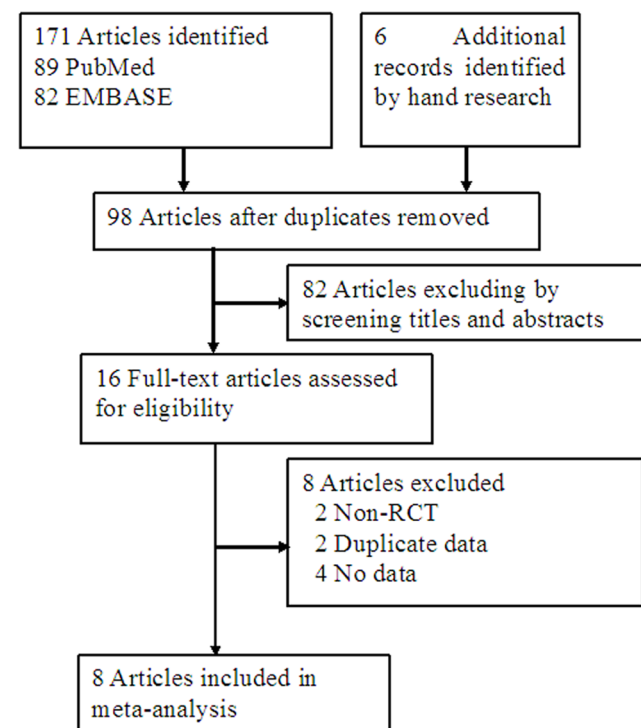 171 Articles identified
89 PubMed
82 EMBASE
6 Additional
records identified
by hand research
98 Articles after duplicates removed
82 Articles excluding by
screening titles and abstracts
16 Full-text articles assessed
for eligibility
8 Articles excluded
2 Non-RCT
2 Duplicate data
4 No data
8 Articles included in
meta-analysis